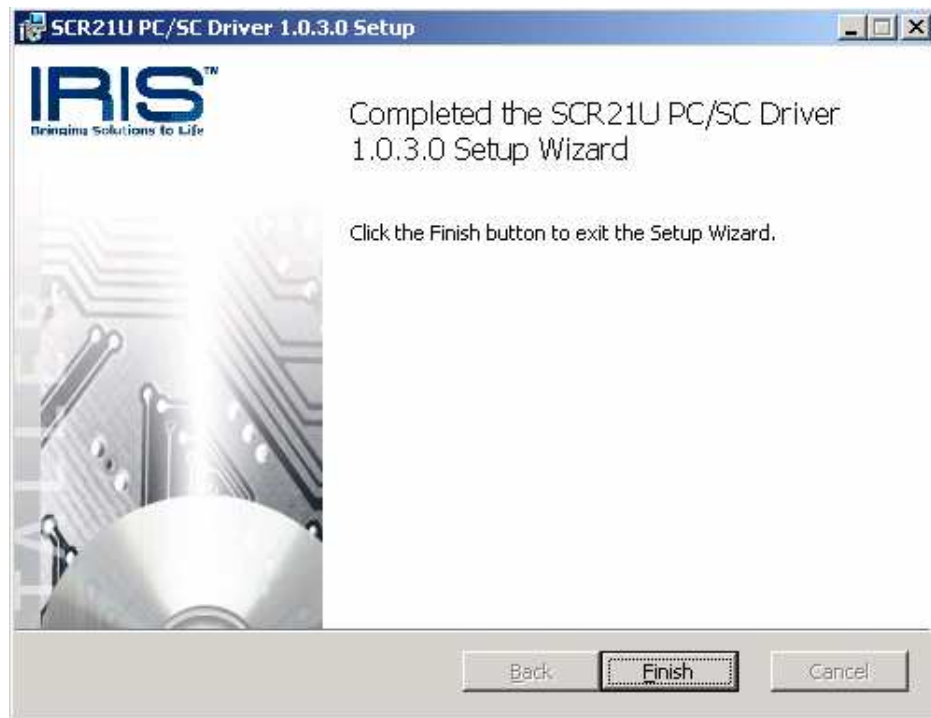 SCR21U PC/SC Driver 1.0.3.0 Setup
IRIS™
Bringing Solutions to Life
Completed the SCR21U PC/SC Driver
1.0.3.0 Setup Wizard
Click the Finish button to exit the Setup Wizard.
Back Finish Cancel